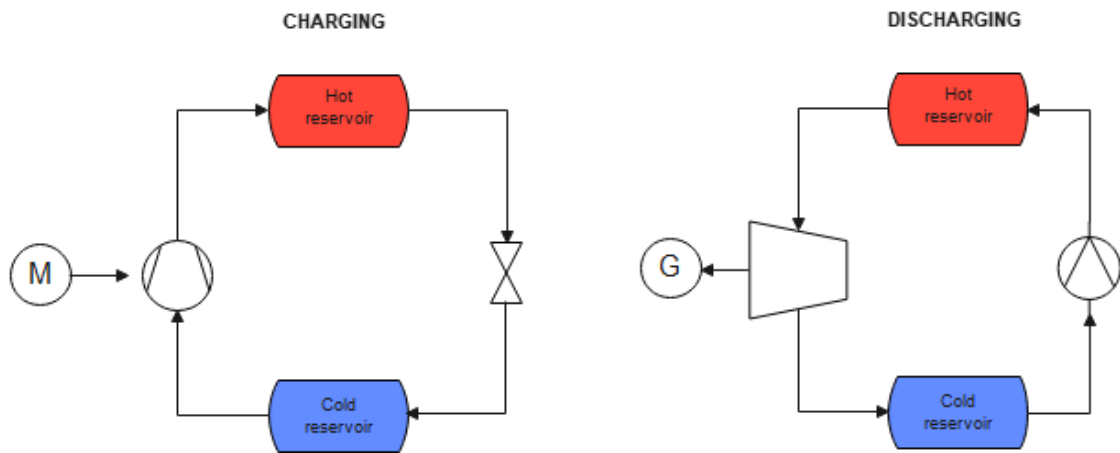 CHARGING
Hot
reservoir
M
Cold
reservoir
DISCHARGING
Hot
reservoir
G
Cold
reservoir